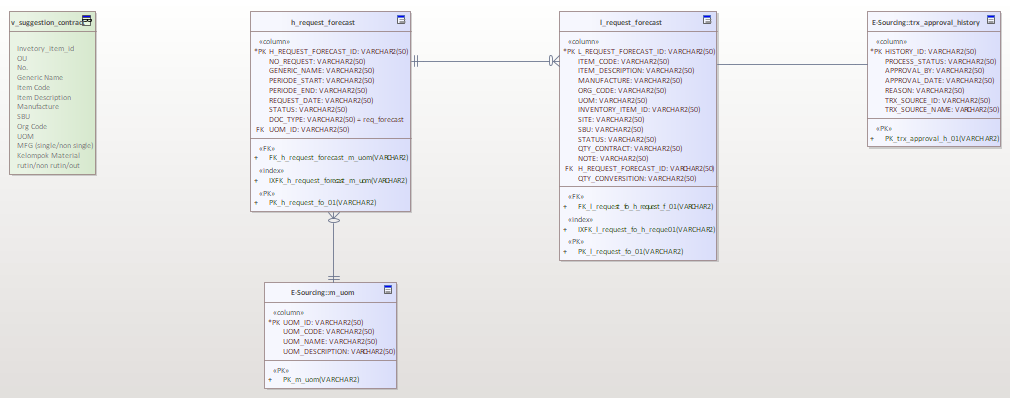 v_suggestion_contrac
Invetory_item_id
OU
No.
Generic Name
Item Code
Item Description
Manufacture
SBU
Org Code
UOM
MFG (single/non single)
Kelompok Material
rutin/non rutin/out
h_request_forecast
«column»
*PK H_REQUEST_FORECAST_ID: VARCHAR2(50)
NO_REQUEST: VARCHAR2(50)
GENERIC_NAME: VARCHAR2(50)
PERIODE_START: VARCHAR2(50)
PERIODE_END: VARCHAR2(50)
REQUEST_DATE: VARCHAR2(50)
STATUS: VARCHAR2(50)
DOC_TYPE: VARCHAR2(50) = req_forecast
FK UOM_ID: VARCHAR2(50)
«FK»
+ FK_h_request_forecast_m_uom(VARCHAR2)
«index»
+ IXFK_h_request_forecast_m_uom(VARCHAR2)
«PK»
+ PK_h_request_fo_01(VARCHAR2)
l_request_forecast
«column»
*PK L_REQUEST_FORECAST_ID: VARCHAR2(50)
ITEM_CODE: VARCHAR2(50)
ITEM_DESCRIPTION: VARCHAR2(50)
MANUFACTURE: VARCHAR2(50)
ORG_CODE: VARCHAR2(50)
UOM: VARCHAR2(50)
INVENTORY_ITEM_ID: VARCHAR2(50)
SITE: VARCHAR2(50)
SBU: VARCHAR2(50)
STATUS: VARCHAR2(50)
QTY_CONTRACT: VARCHAR2(50)
NOTE: VARCHAR2(50)
FK H_REQUEST_FORECAST_ID: VARCHAR2(50)
QTY_CONVERSITION: VARCHAR2(50)
«FK»
+ FK_l_request_fo_h_request_f_01(VARCHAR2)
«index»
+ IXFK_l_request_fo_h_reque01(VARCHAR2)
«PK»
+ PK_l_request_fo_01(VARCHAR2)
E-Sourcing::trx_approval_history
«column»
*PK HISTORY_ID: VARCHAR2(50)
PROCESS_STATUS: VARCHAR2(50)
APPROVAL_BY: VARCHAR2(50)
APPROVAL_DATE: VARCHAR2(50)
REASON: VARCHAR2(50)
TRX_SOURCE_ID: VARCHAR2(50)
TRX_SOURCE_NAME: VARCHAR2(50)
«PK»
+ PK_trx_approval_h_01(VARCHAR2)
E-Sourcing::m_uom
«column»
*PK UOM_ID: VARCHAR2(50)
UOM_CODE: VARCHAR2(50)
UOM_NAME: VARCHAR2(50)
UOM_DESCRIPTION: VARCHAR2(50)
«PK»
+ PK_m_uom(VARCHAR2)